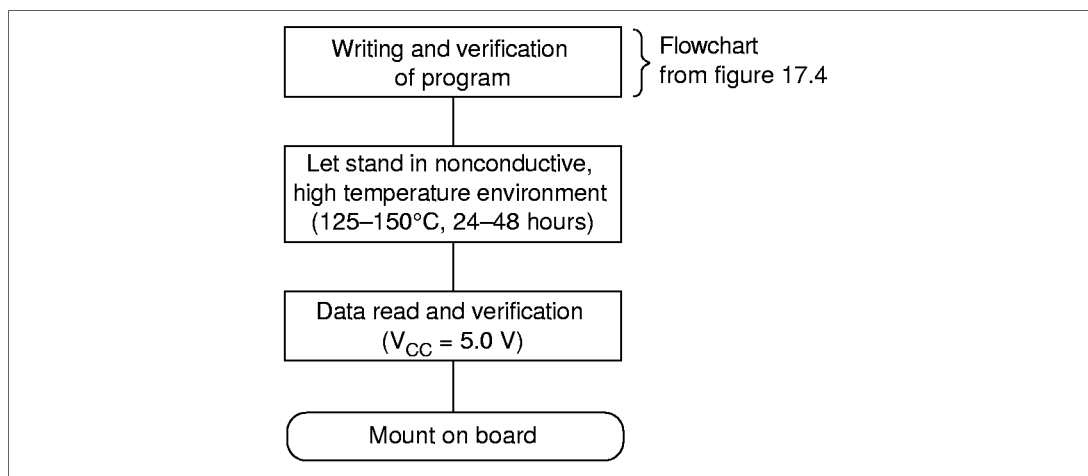 Writing and verification
of program
Flowchart
from figure 17.4
Let stand in nonconductive,
high temperature environment
(125–150°C, 24–48 hours)
Data read and verification
(VCC = 5.0 V)
Mount on board